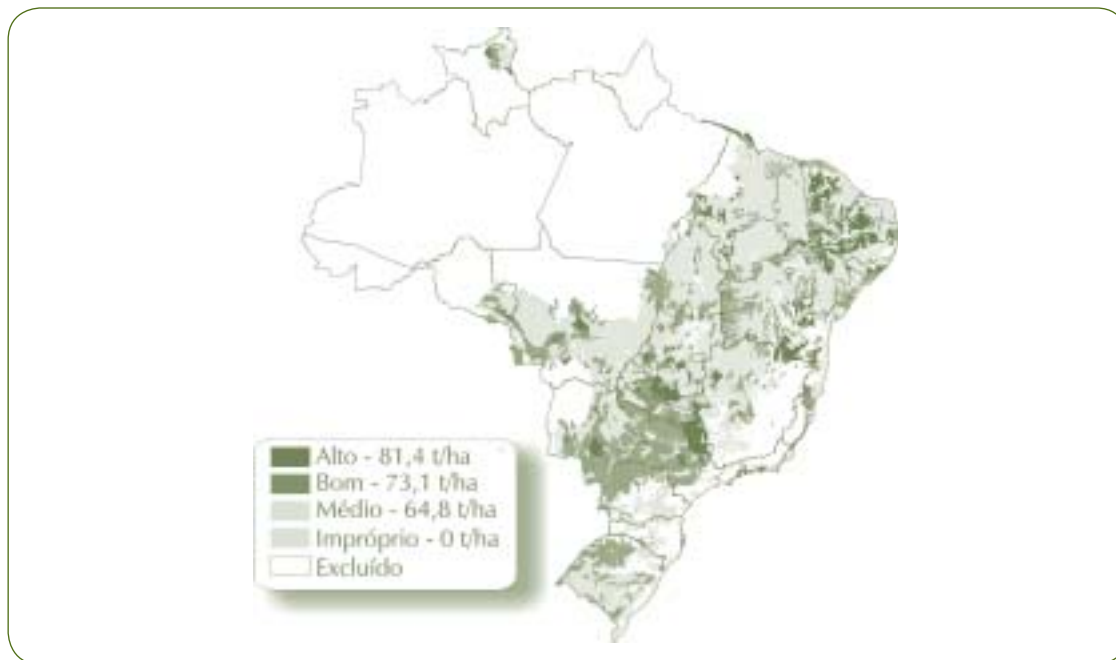 Alto - 81,4 t/ha
Bom - 73,1 t/ha
Médio - 64,8 t/ha
Impróprio - 0 t/ha
Excluído